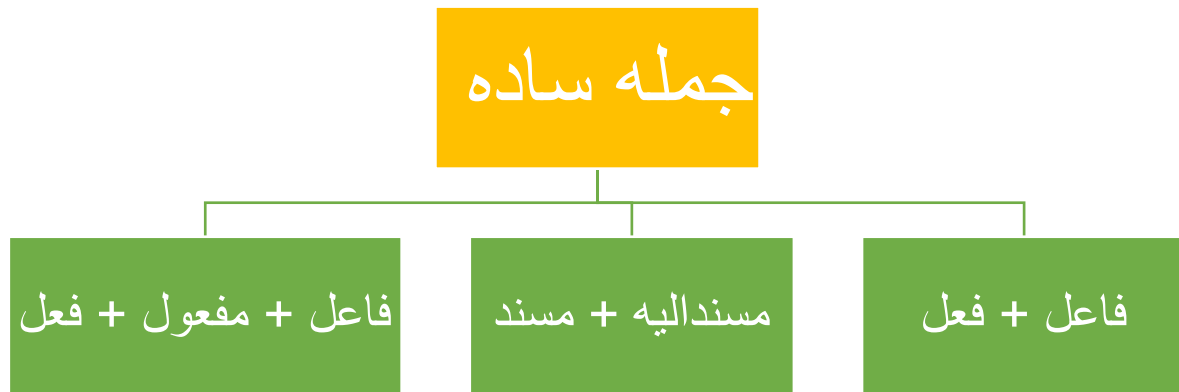 جمله ساده
فاعل + فعل
مسندالیه + مسند
فاعل + مفعول + فعل